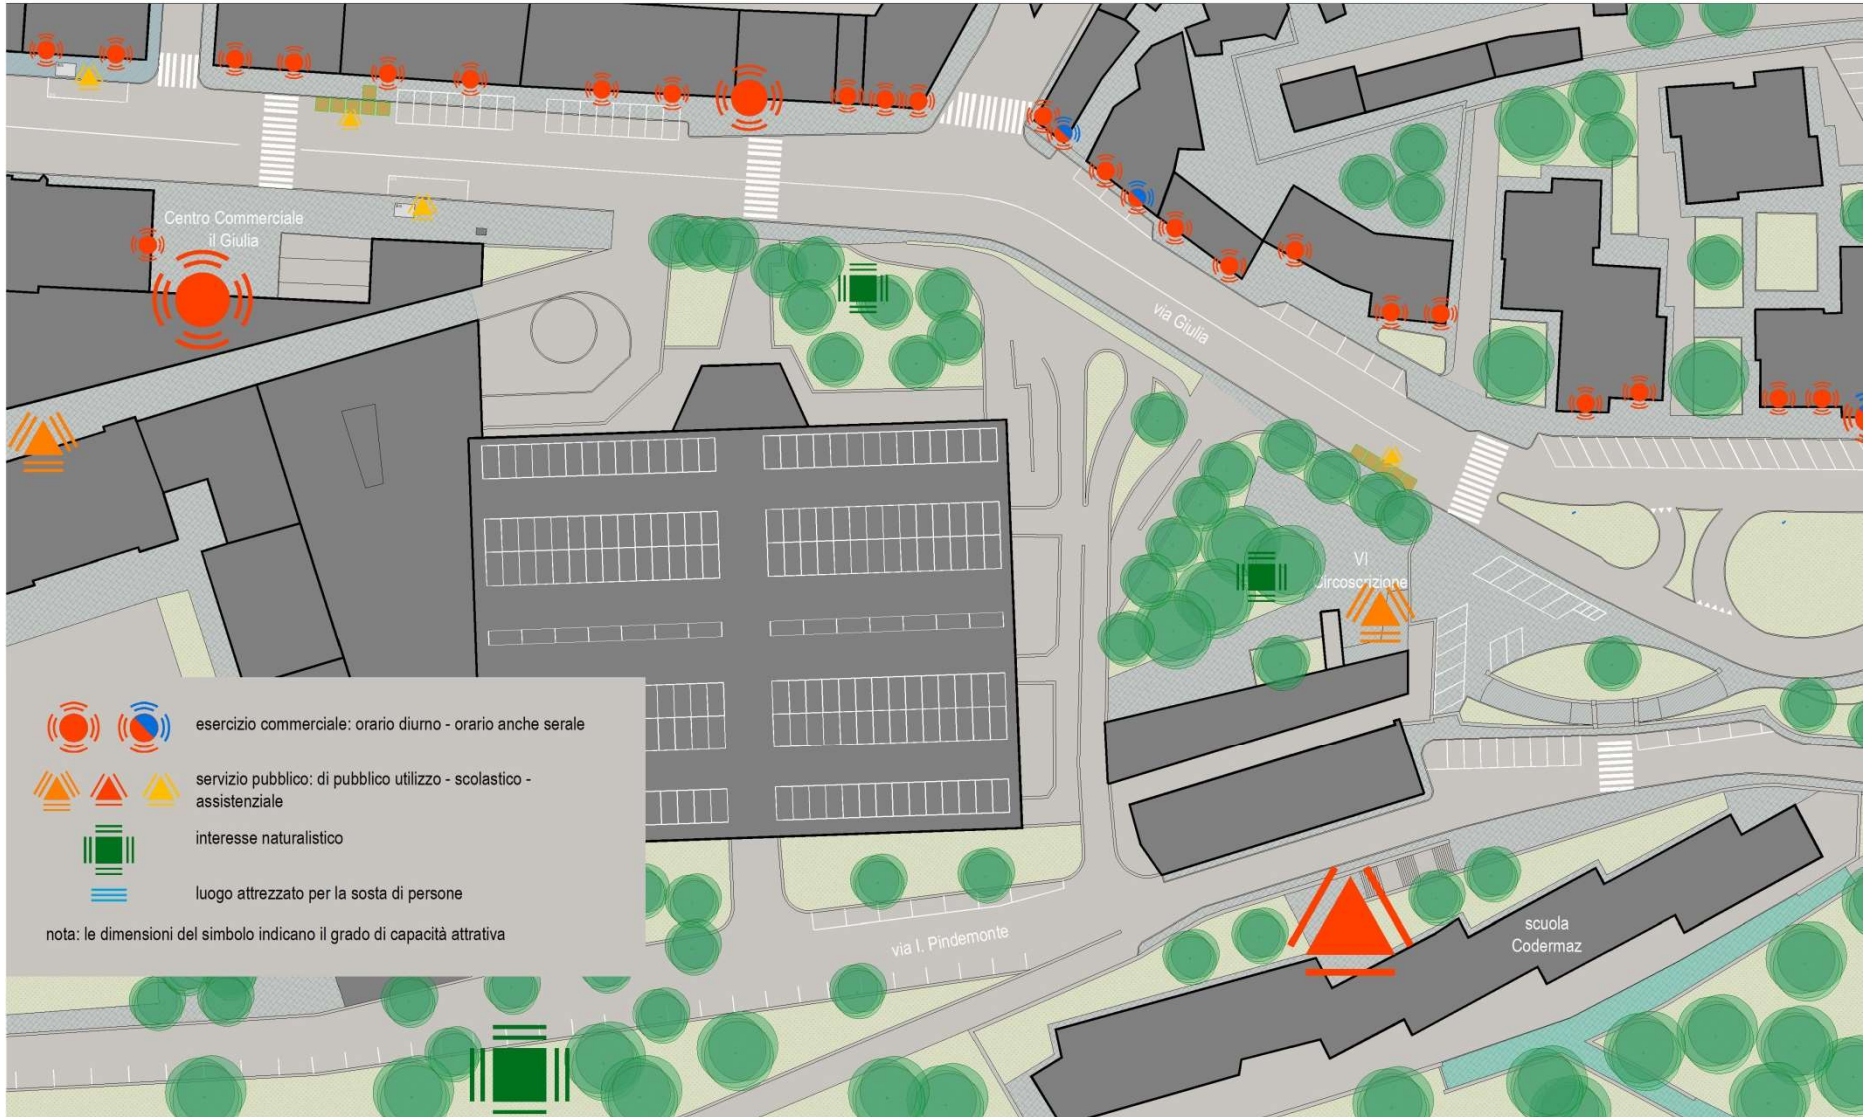 Centro Commerciale
il Giulia
via Giulia
VI
Circoscrizione
esercizio commerciale: orario diurno - orario anche serale
servizio pubblico: di pubblico utilizzo - scolastico -
assistenziale
interesse naturalistico
luogo attrezzato per la sosta di persone
nota: le dimensioni del simbolo indicano il grado di capacità attrativa
via I. Pindemonte
scuola
Codermaz